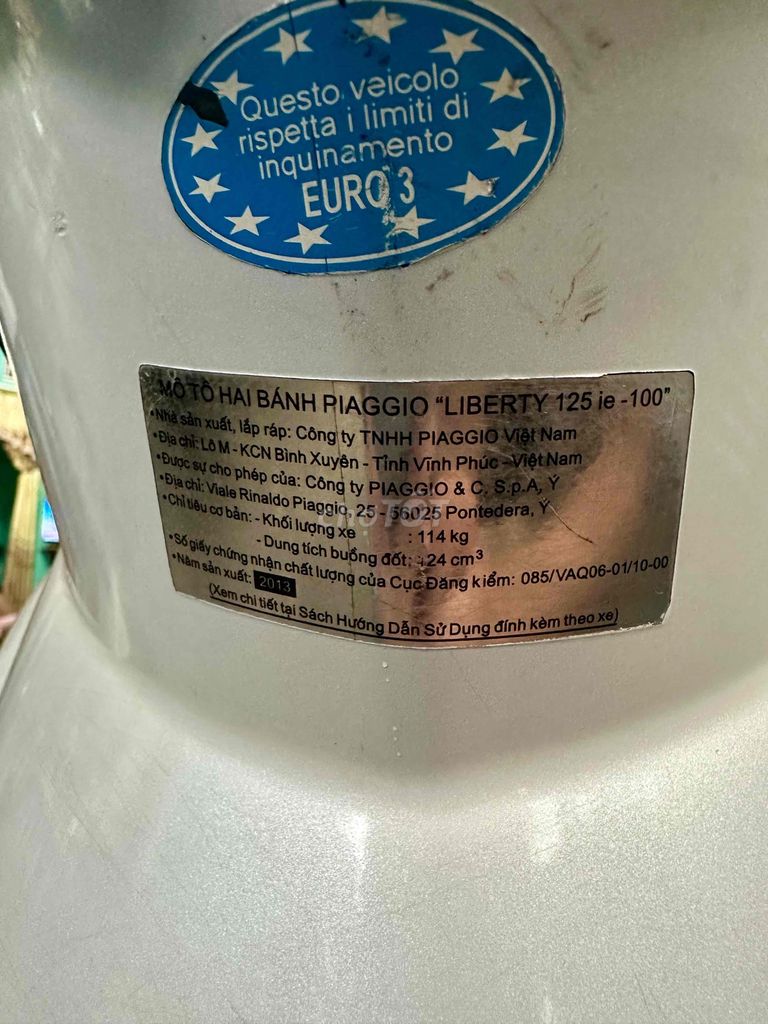 Questo veicolo
rispetta i limiti di
inquinamento
EURO 3
MÔ TÔ HAI BÁNH PIAGGIO "LIBERTY 125 ie -100"
•Nhà sản xuất, lắp ráp: Công ty TNHH PIAGGIO Việt Nam
•Địa chỉ: Lô M - KCN Bình Xuyên - Tỉnh Vĩnh Phúc - Việt Nam
•Được sự cho phép của: Công ty PIAGGIO & C. S.p.A, Ý
•Địa chỉ: Viale Rinaldo Piaggio, 25 - 56025 Pontedera, Ý
•Chỉ tiêu cơ bản: - Khối lượng xe : 114 kg
- Dung tích buồng đốt: 24 cm³
•Số giấy chứng nhận chất lượng của Cục Đăng kiểm: 085/VAQ06-01/10-00
•Năm sản xuất: 2013
(Xem chi tiết tại Sách Hướng Dẫn Sử Dụng đính kèm theo xe)